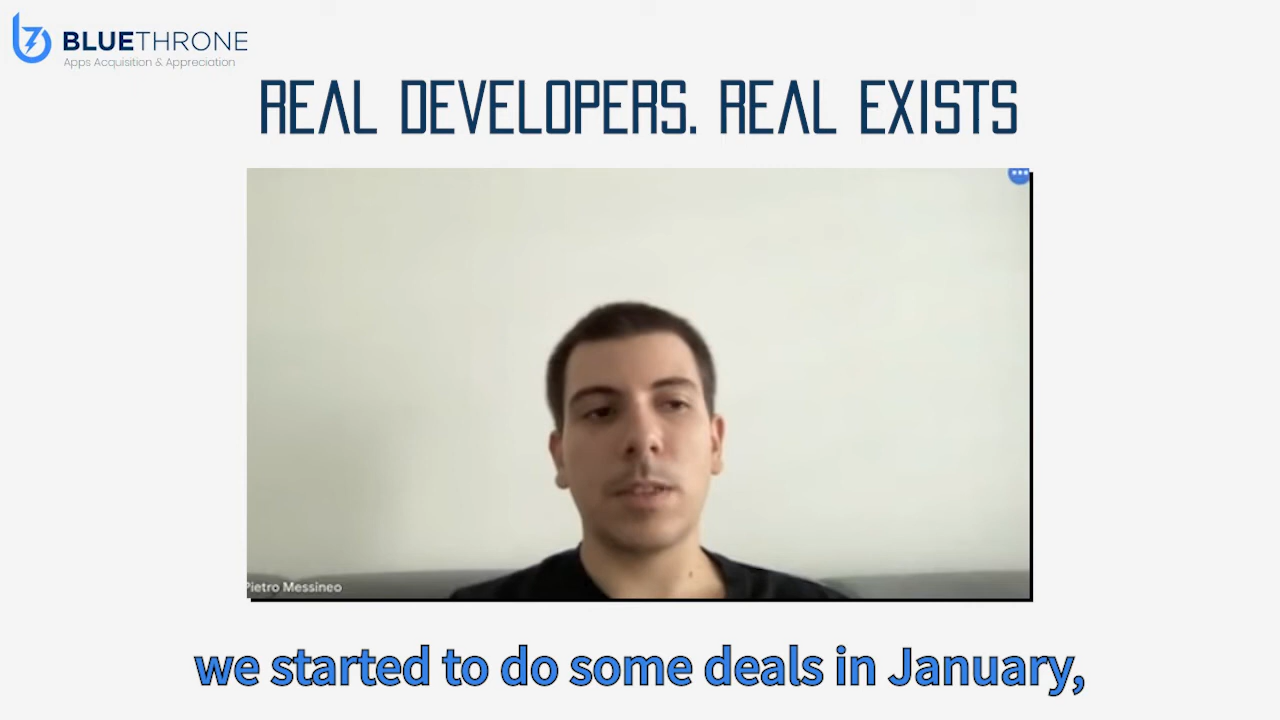 BLUETHRONE
Apps Acquisition & Appreciation
REAL DEVELOPERS. REAL EXISTS
Pietro Messineo
we started to do some deals in January,